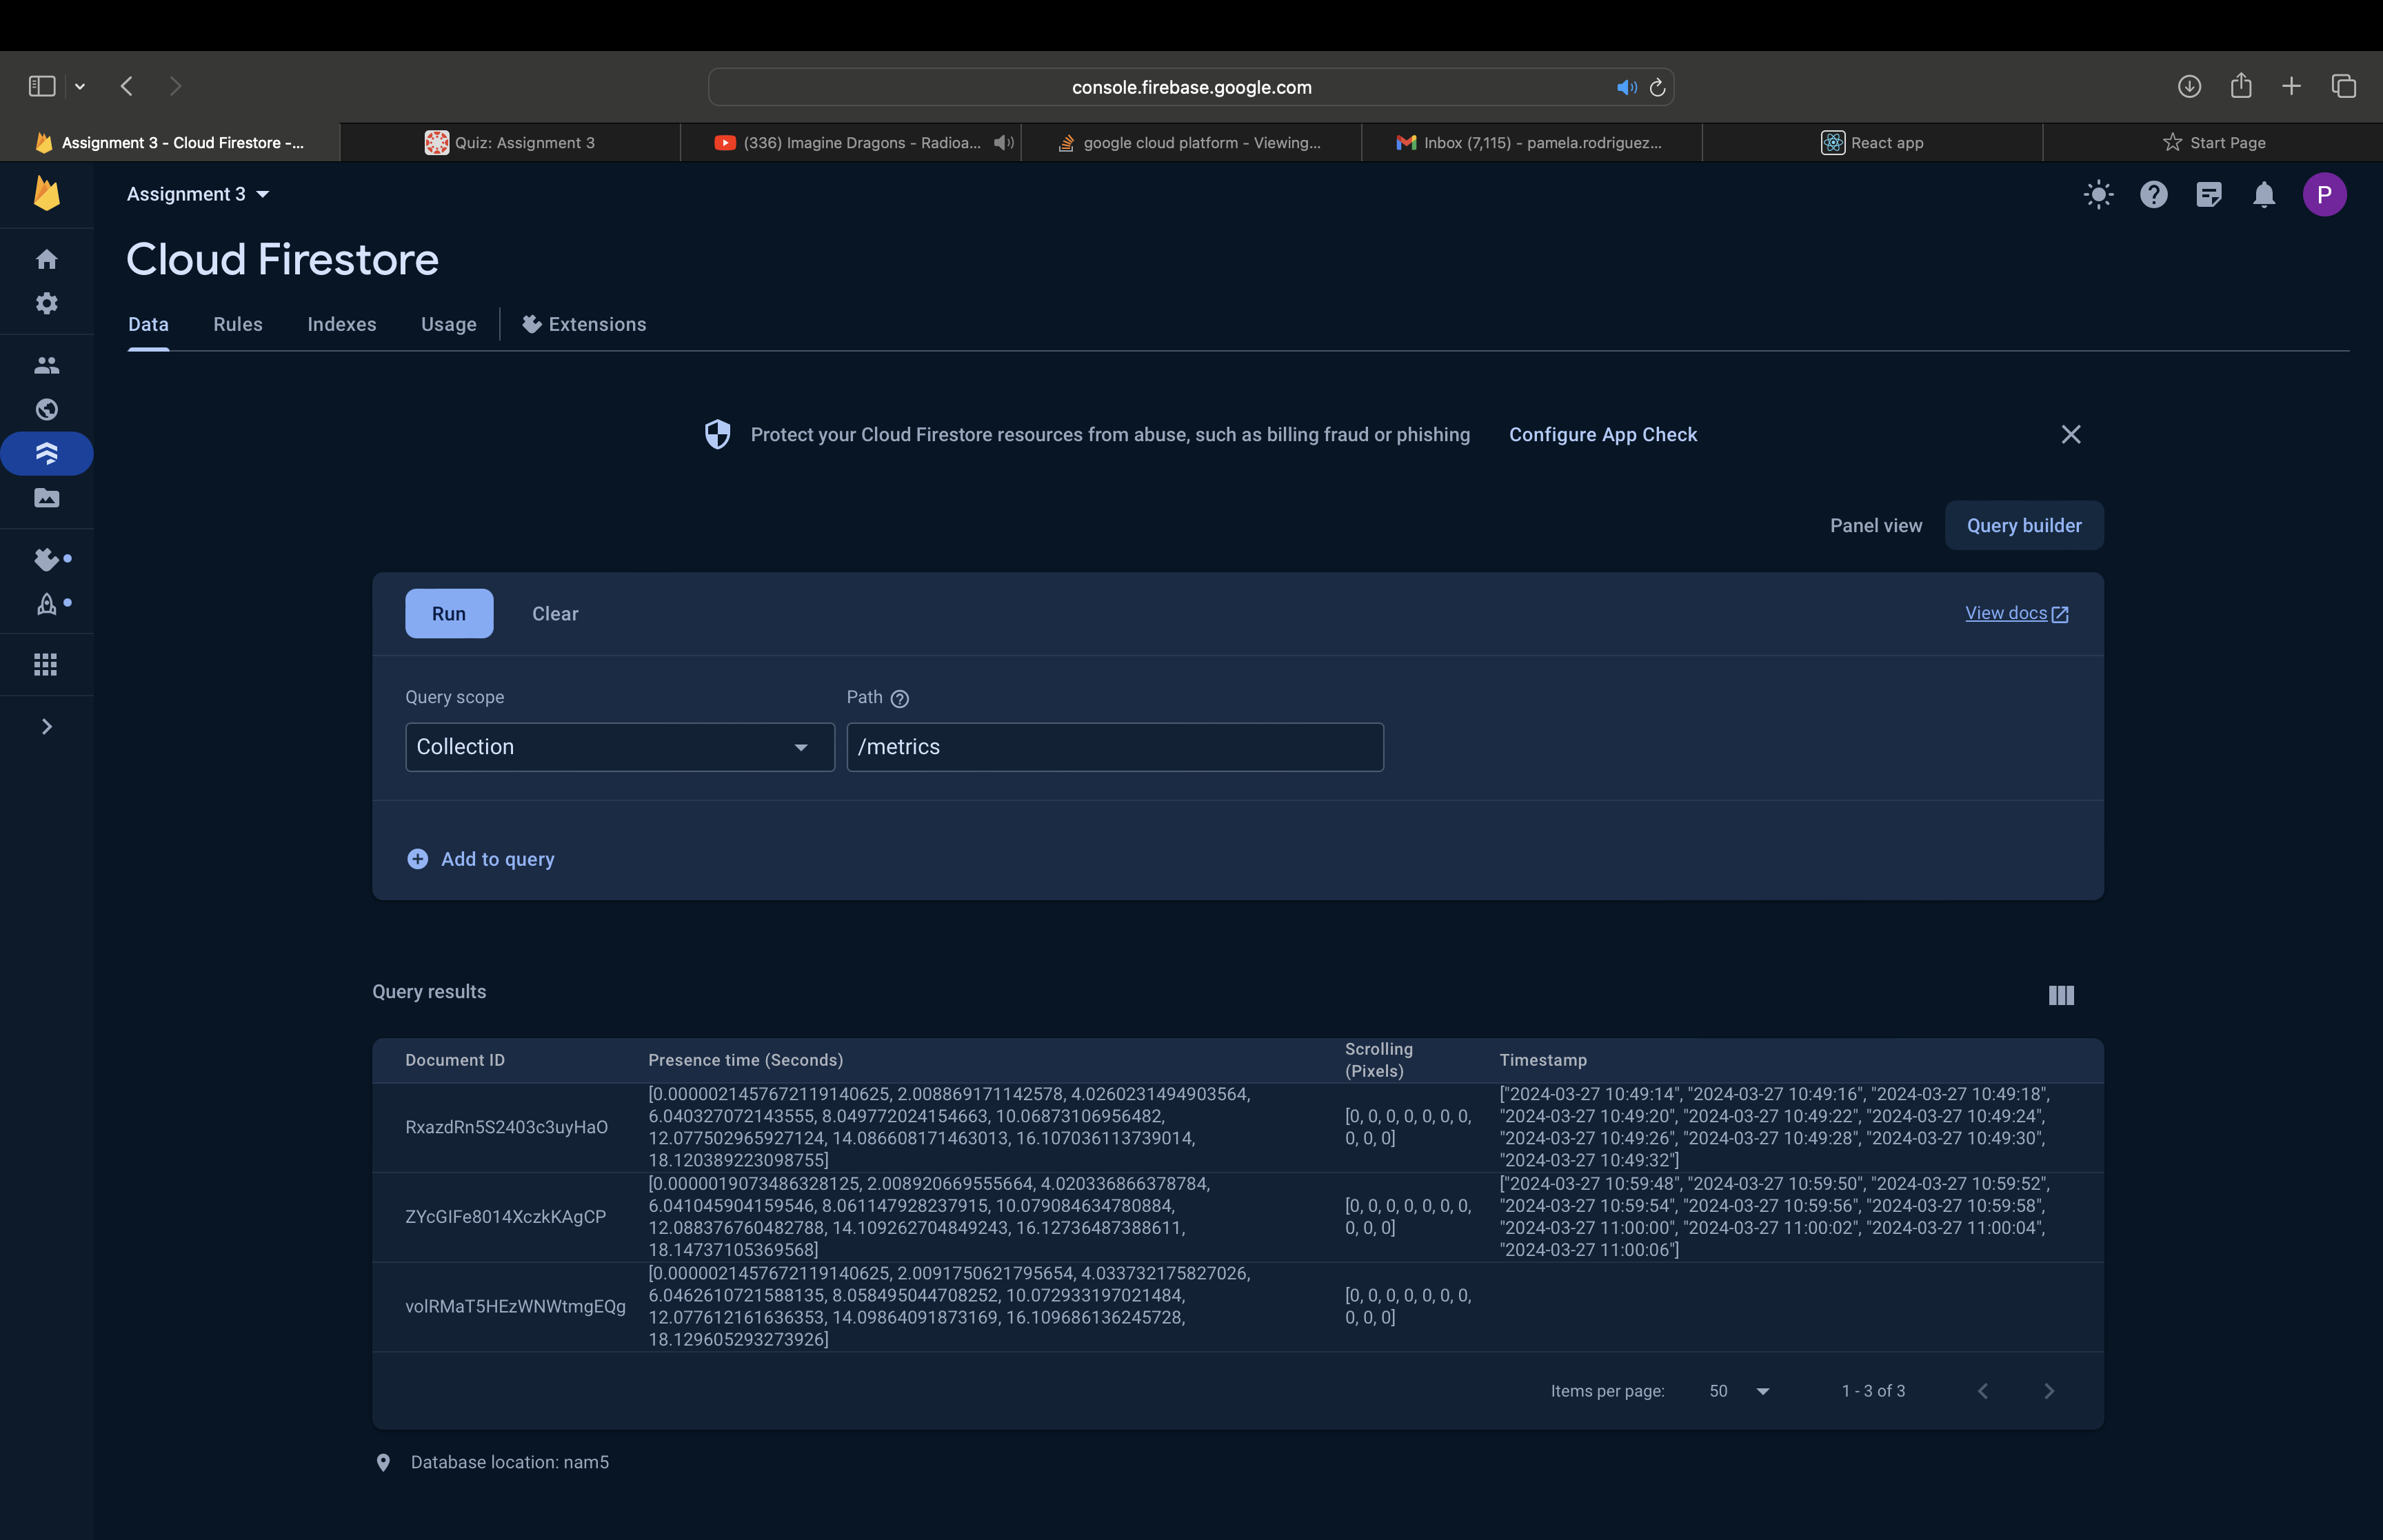 console.firebase.google.com
Assignment 3 - Cloud Firestore -...
Quiz: Assignment 3
(336) Imagine Dragons - Radioa...
google cloud platform - Viewing...
Inbox (7,115) - pamela.rodriguez...
React app
Start Page
Assignment 3
P
Cloud Firestore
Data
Rules
Indexes
Usage
Extensions
Protect your Cloud Firestore resources from abuse, such as billing fraud or phishing
Configure App Check
Panel view
Query builder
Run
Clear
View docs
Query scope
Path
Collection
/metrics
Add to query
Query results
Document ID
Presence time (Seconds)
Scrolling
(Pixels)
Timestamp
RxazdRn5S2403c3uyHaO
[0.0000021457672119140625, 2.008869171142578, 4.0260231494903564,
6.040327072143555, 8.049772024154663, 10.06873106956482,
12.077502965927124, 14.086608171463013, 16.107036113739014,
18.120389223098755]
[0, 0, 0, 0, 0, 0, 0,
0, 0, 0]
["2024-03-27 10:49:14", "2024-03-27 10:49:16", "2024-03-27 10:49:18",
"2024-03-27 10:49:20", "2024-03-27 10:49:22", "2024-03-27 10:49:24",
"2024-03-27 10:49:26", "2024-03-27 10:49:28", "2024-03-27 10:49:30",
"2024-03-27 10:49:32"]
ZYcGIFe8014XczkKAgCP
[0.0000019073486328125, 2.008920669555664, 4.020336866378784,
6.041045904159546, 8.061147928237915, 10.079084634780884,
12.088376760482788, 14.109262704849243, 16.12736487388611,
18.14737105369568]
[0, 0, 0, 0, 0, 0, 0,
0, 0, 0]
["2024-03-27 10:59:48", "2024-03-27 10:59:50", "2024-03-27 10:59:52",
"2024-03-27 10:59:54", "2024-03-27 10:59:56", "2024-03-27 10:59:58",
"2024-03-27 11:00:00", "2024-03-27 11:00:02", "2024-03-27 11:00:04",
"2024-03-27 11:00:06"]
volRMaT5HEzWNWtmgEQg
[0.0000021457672119140625, 2.0091750621795654, 4.033732175827026,
6.0462610721588135, 8.058495044708252, 10.072933197021484,
12.077612161636353, 14.09864091873169, 16.109686136245728,
18.129605293273926]
[0, 0, 0, 0, 0, 0, 0,
0, 0, 0]
Items per page:
50
1 - 3 of 3
Database location: nam5